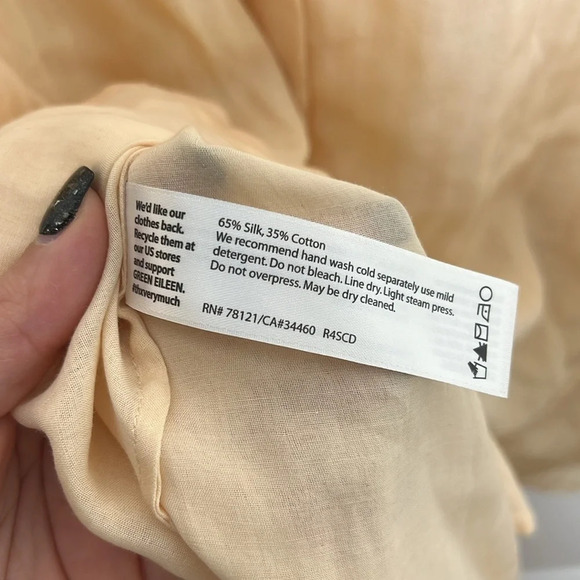 We'd like our
clothes back.
Recycle them at
our US stores
and support
GREEN EILEEN.
#itsxverymuch
65% Silk, 35% Cotton
We recommend hand wash cold separately use mild
detergent. Do not bleach. Line dry. Light steam press.
Do not overpress. May be dry cleaned.
RN# 78121/CA#34460 R4SCD